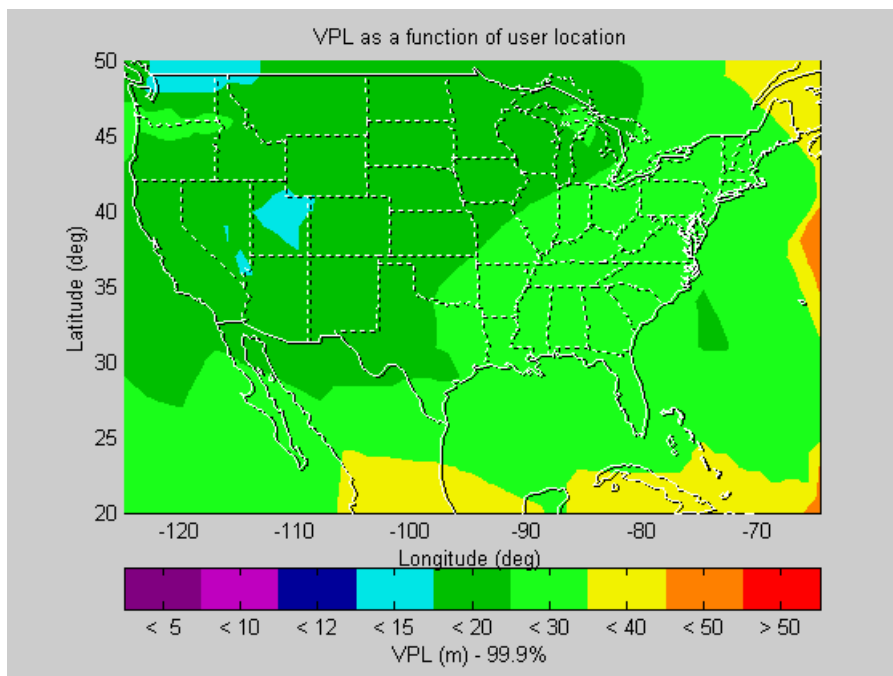 VPL as a function of user location
50
45
40
35
30
25
20
Latitude (deg)
-120 -110 -100 -90 -80 -70
Longitude (deg)
< 5 < 10 < 12 < 15 < 20 < 30 < 40 < 50 > 50
VPL (m) - 99.9%